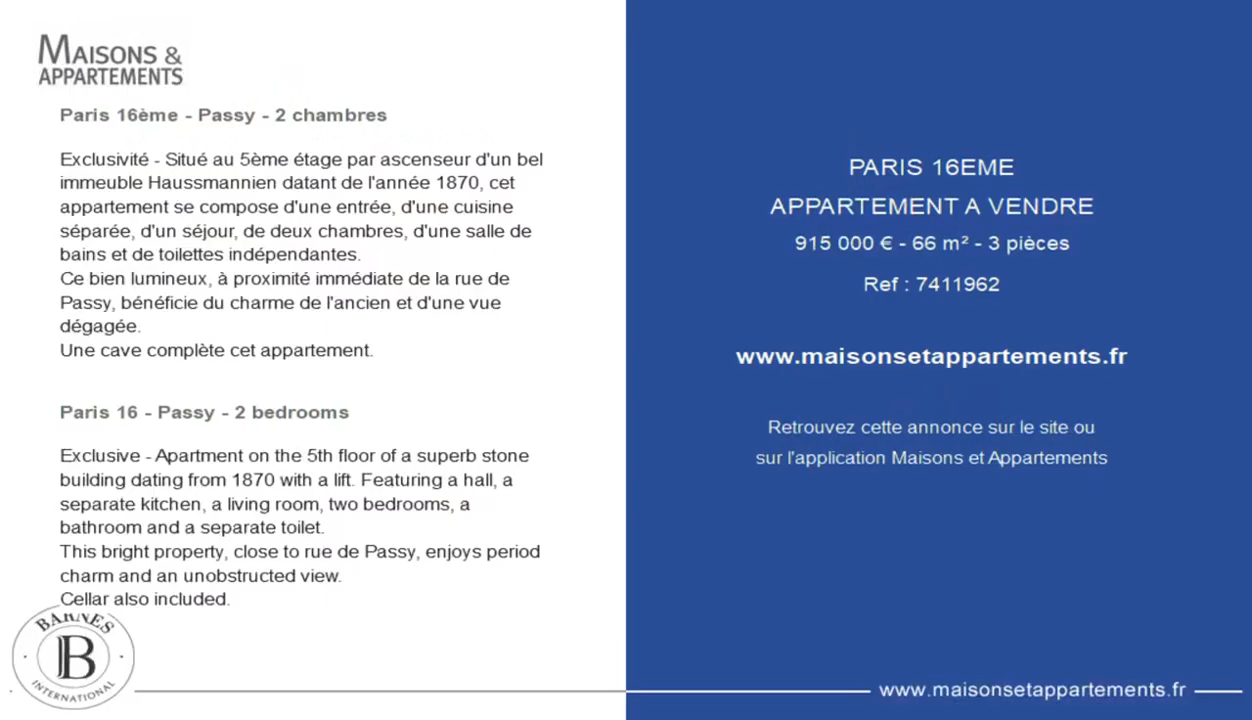 MAISONS &
APPARTEMENTS
Paris 16ème - Passy - 2 chambres
Exclusivité - Situé au 5ème étage par ascenseur d'un bel
immeuble Haussmannien datant de l'année 1870, cet
appartement se compose d'une entrée, d'une cuisine
séparée, d'un séjour, de deux chambres, d'une salle de
bains et de toilettes indépendantes.
Ce bien lumineux, à proximité immédiate de la rue de
Passy, bénéficie du charme de l'ancien et d'une vue
dégagée.
Une cave complète cet appartement.
Paris 16 - Passy - 2 bedrooms
Exclusive - Apartment on the 5th floor of a superb stone
building dating from 1870 with a lift. Featuring a hall, a
separate kitchen, a living room, two bedrooms, a
bathroom and a separate toilet.
This bright property, close to rue de Passy, enjoys period
charm and an unobstructed view.
Cellar also included.
BARNES
B
INTERNATIONAL
PARIS 16EME
APPARTEMENT A VENDRE
915 000 € - 66 m² - 3 pièces
Ref : 7411962
www.maisonsetappartements.fr
Retrouvez cette annonce sur le site ou
sur l'application Maisons et Appartements
www.maisonsetappartements.fr